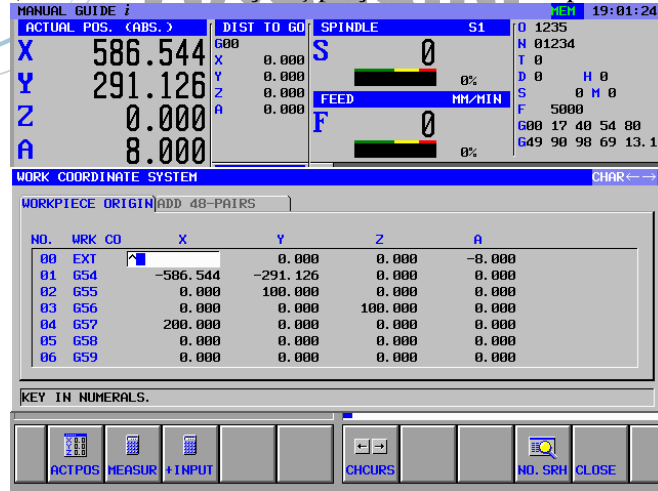 MANUAL GUIDE i MEM 19:01:24
ACTUAL POS. (ABS.) DIST TO GO SPINDLE S1 O 1235
X 586.544 G00 S 0 N 01234
X 0.000 T 0
Y 291.126 Y 0.000 0% D 0 H 0
Z 0.000 FEED MM/MIN S 0 M 0
Z 0.000 A 0.000 F 0 F 5000
G00 17 40 54 80
A 8.000 0% G49 90 98 69 13.1
WORK COORDINATE SYSTEM CHAR←→
WORKPIECE ORIGIN ADD 48-PAIRS
NO. WRK CO X Y Z A
00 EXT ^ 0.000 0.000 -8.000
01 G54 -586.544 -291.126 0.000 0.000
02 G55 0.000 100.000 0.000 0.000
03 G56 0.000 0.000 100.000 0.000
04 G57 200.000 0.000 0.000 0.000
05 G58 0.000 0.000 0.000 0.000
06 G59 0.000 0.000 0.000 0.000
KEY IN NUMERALS.
ACTPOS MEASUR +INPUT CHCURS NO.SRH CLOSE